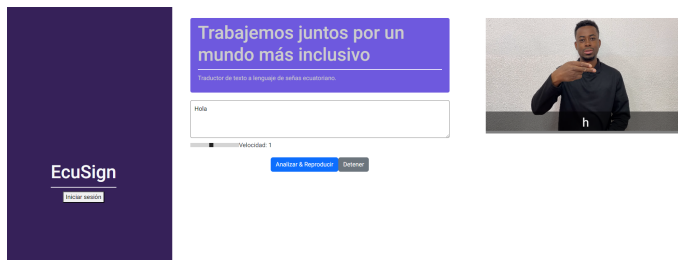 EcuSign
Iniciar sesión
Trabajemos juntos por un
mundo más inclusivo
Traductor de texto a lenguaje de señas ecuatoriano.
Hola
Velocidad: 1
Analizar & Reproducir
Detener
h